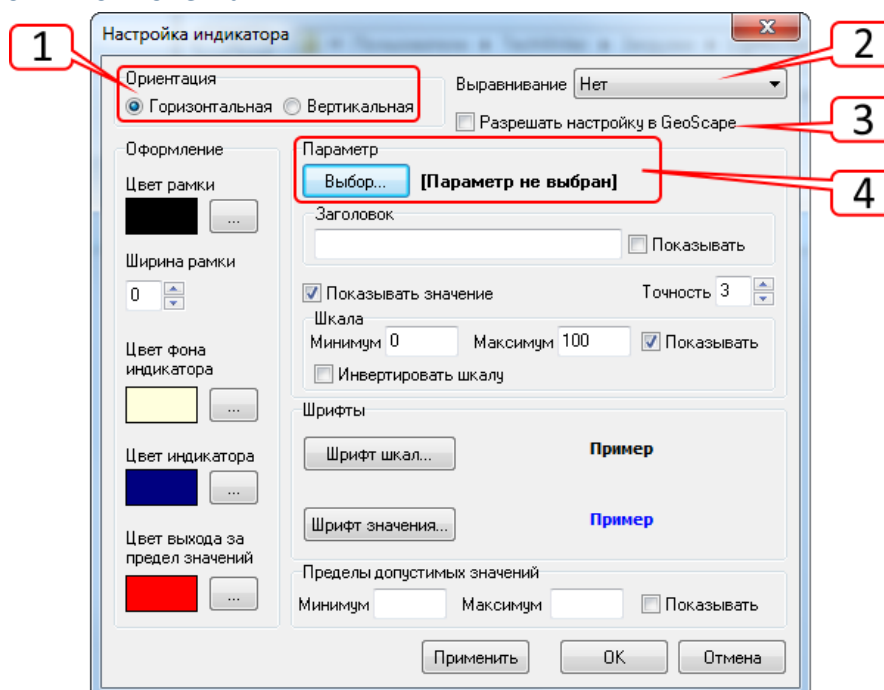 Настройка индикатора
1
2
Ориентация
Горизонтальная Вертикальная
Выравнивание Нет
Разрешать настройку в GeoScape
3
Оформление
Параметр
Цвет рамки
Выбор... [Параметр не выбран]
4
...
Заголовок
Показывать
Ширина рамки
0
Показывать значение Точность 3
Шкала
Минимум 0 Максимум 100 Показывать
Цвет фона
индикатора
Инвертировать шкалу
...
Шрифты
Цвет индикатора
Шрифт шкал... Пример
...
Шрифт значения... Пример
Цвет выхода за
предел значений
...
Пределы допустимых значений
Минимум Максимум Показывать
Применить OK Отмена